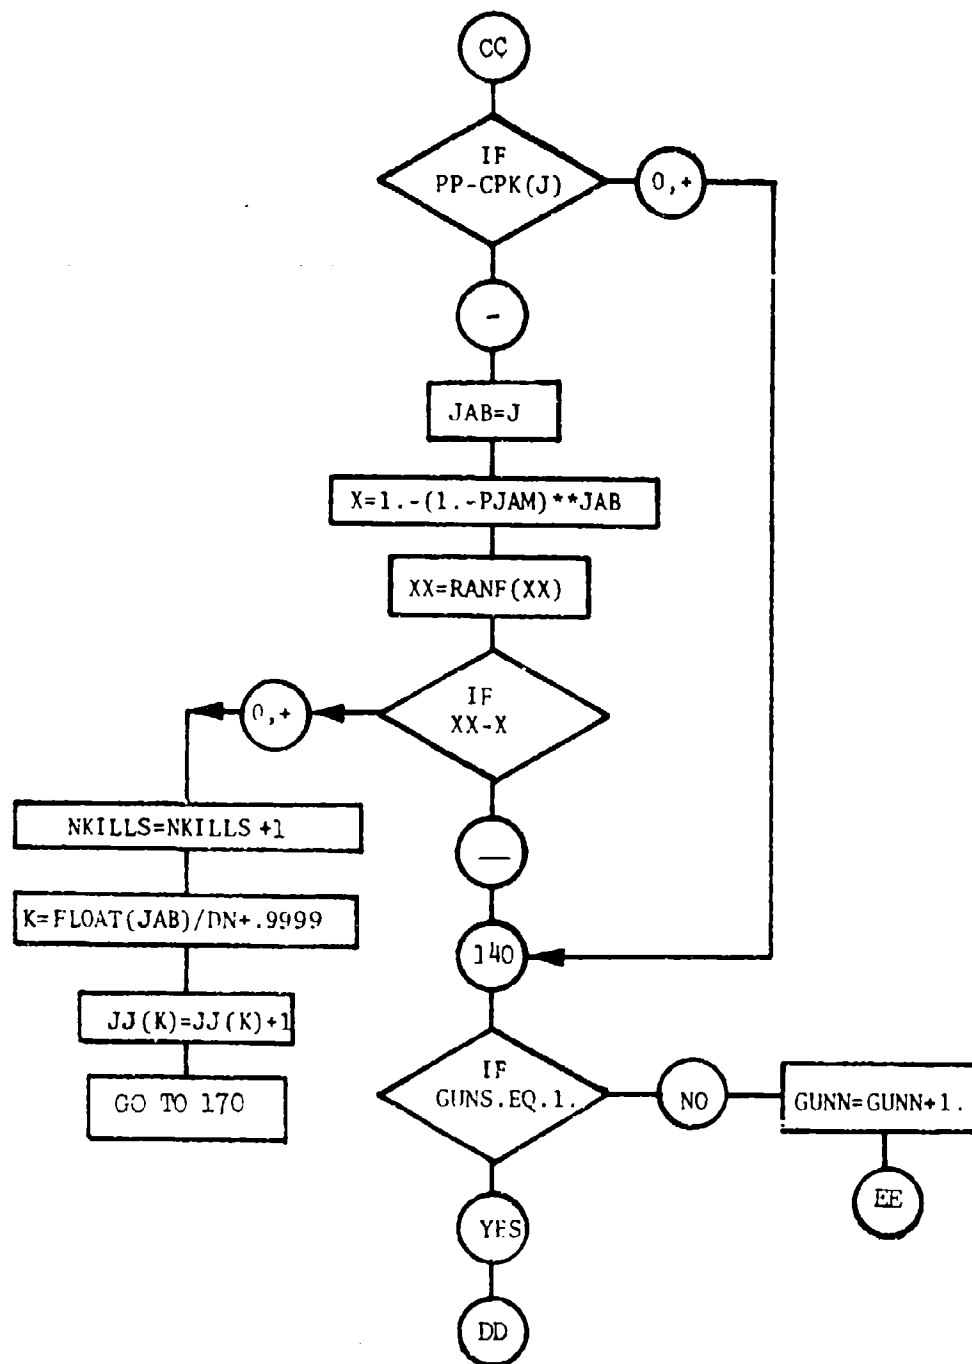 CC
IF
PP-CPK(J)
0,+
-
JAB=J
X=1.-(1.-PJAM)**JAB
XX=RANF(XX)
IF
XX-X
0,+
—
NKILLS=NKILLS+1
K=FLOAT(JAB)/DN+.9999
JJ(K)=JJ(K)+1
GO TO 170
140
IF
GUNS.EQ.1.
NO
GUNN=GUNN+1.
EE
YES
DD